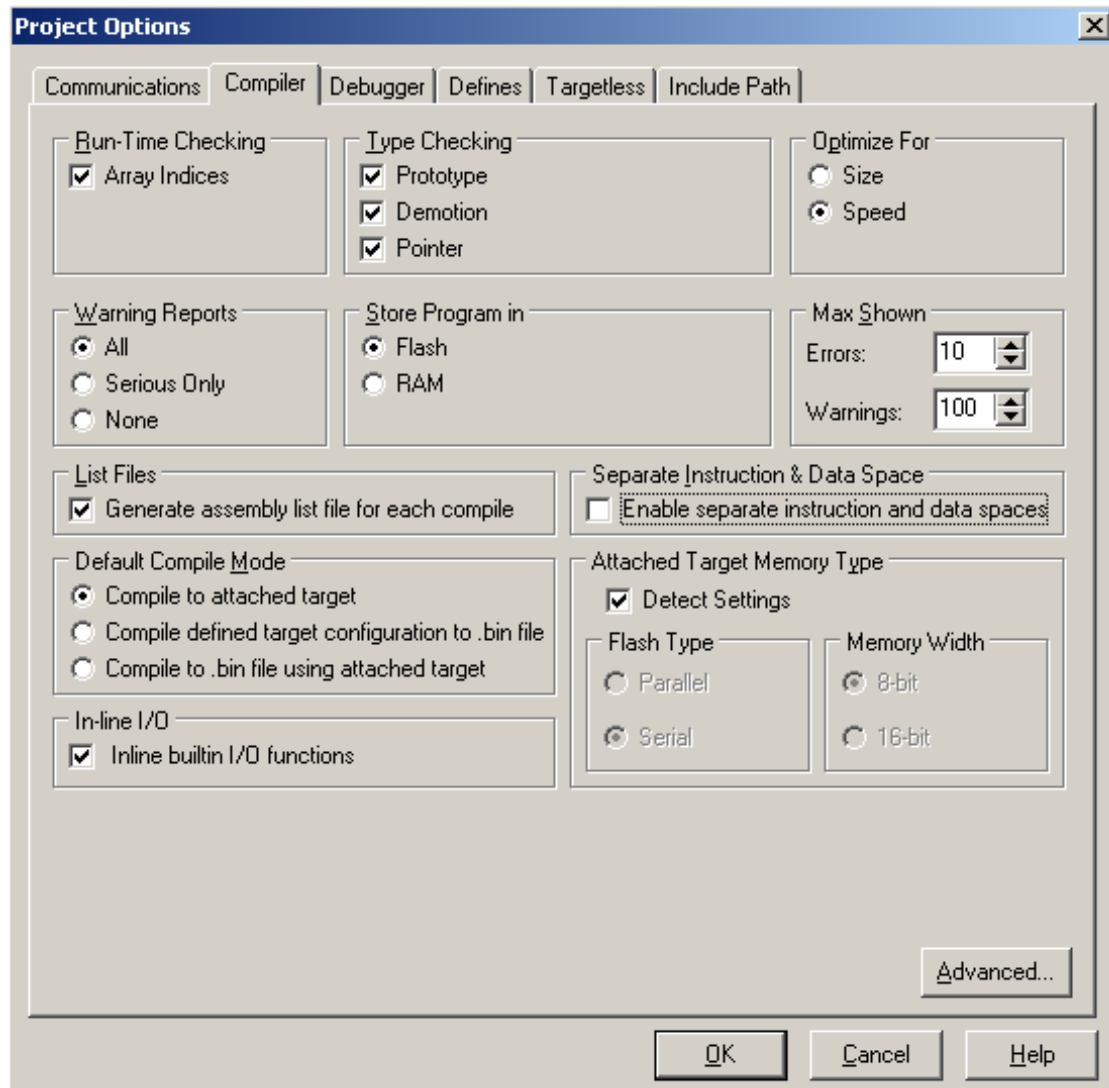 Project Options
Communications Compiler Debugger Defines Targetless Include Path
Run-Time Checking
Array Indices
Type Checking
Prototype
Demotion
Pointer
Optimize For
Size
Speed
Warning Reports
All
Serious Only
None
Store Program in
Flash
RAM
Max Shown
Errors: 10
Warnings: 100
List Files
Generate assembly list file for each compile
Separate Instruction & Data Space
Enable separate instruction and data spaces
Default Compile Mode
Compile to attached target
Compile defined target configuration to .bin file
Compile to .bin file using attached target
Attached Target Memory Type
Detect Settings
Flash Type
Parallel
Serial
Memory Width
8-bit
16-bit
In-line I/O
Inline builtin I/O functions
Advanced...
OK Cancel Help